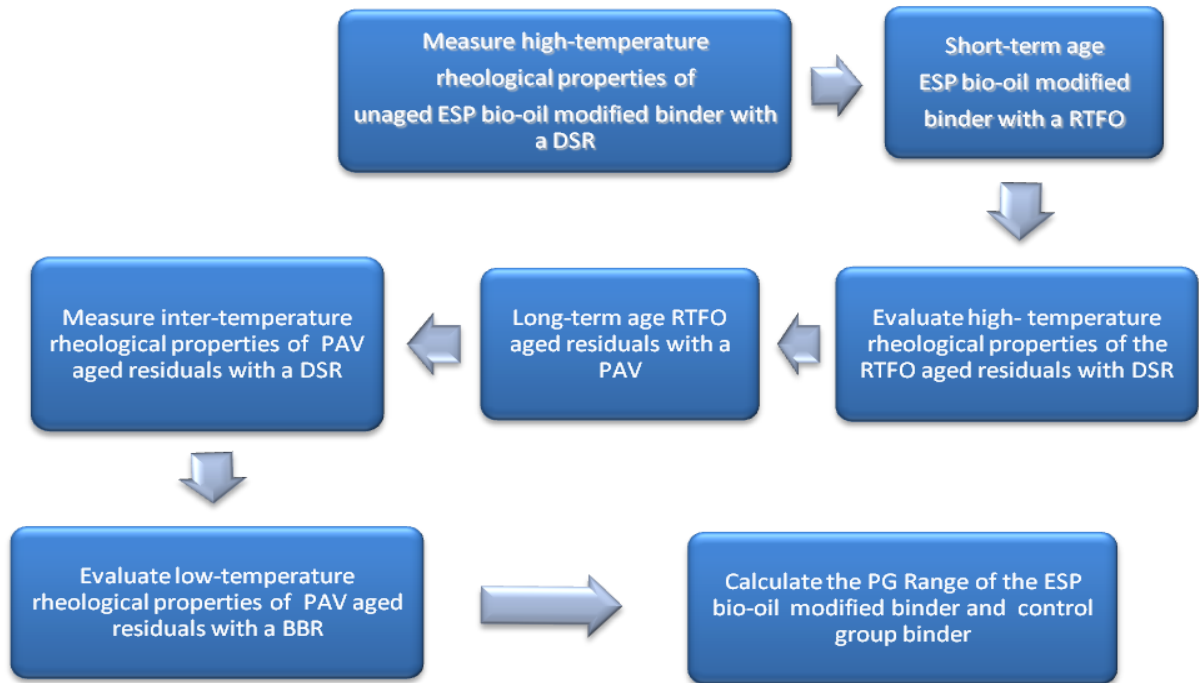 Measure high-temperature
rheological properties of
unaged ESP bio-oil modified binder with
a DSR
Short-term age
ESP bio-oil modified
binder with a RTFO
Evaluate high- temperature
rheological properties of the
RTFO aged residuals with DSR
Long-term age RTFO
aged residuals with a
PAV
Measure inter-temperature
rheological properties of PAV
aged residuals with a DSR
Evaluate low-temperature
rheological properties of PAV aged
residuals with a BBR
Calculate the PG Range of the ESP
bio-oil modified binder and control
group binder